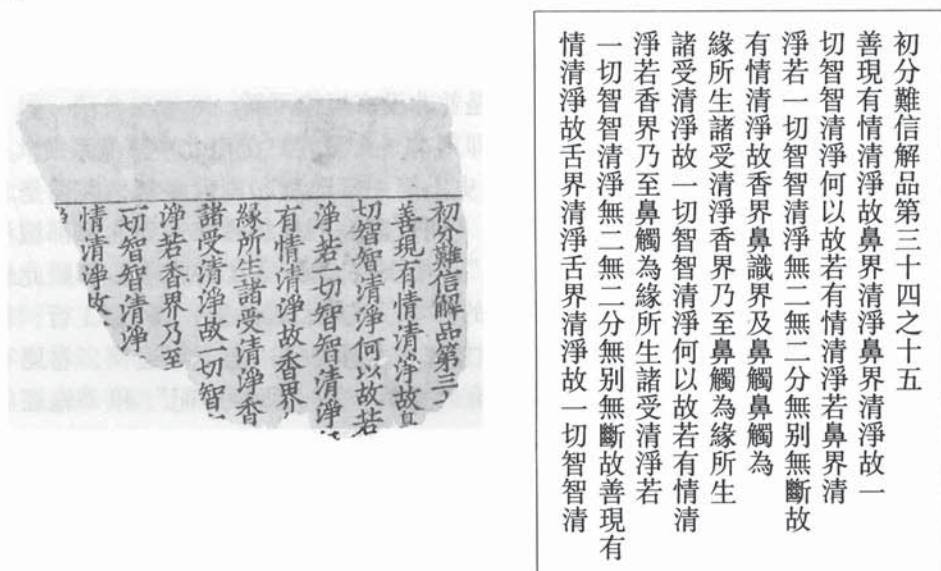 初分難信解品第三十四之十五
善現有情清淨故鼻界清淨鼻界清淨故一
切智智清淨何以故若有情清淨若鼻界清
淨若一切智智清淨無二無二分無别無斷故
有情清淨故香界鼻識界及鼻觸鼻觸為
緣所生諸受清淨香界乃至鼻觸為緣所生
諸受清淨故一切智智清淨何以故若有情清
淨若香界乃至鼻觸為緣所生諸受清淨若
一切智智清淨無二無二分無别無斷故善現有
情清淨故舌界清淨舌界清淨故一切智智清
初分難信解品第三
善現有情清淨故
切智智清淨何以故若
淨若一切智智清淨
有情清淨故香界
緣所生諸受清淨香
諸受清淨故一切智
淨若香界乃至
切智智清淨
情清淨故